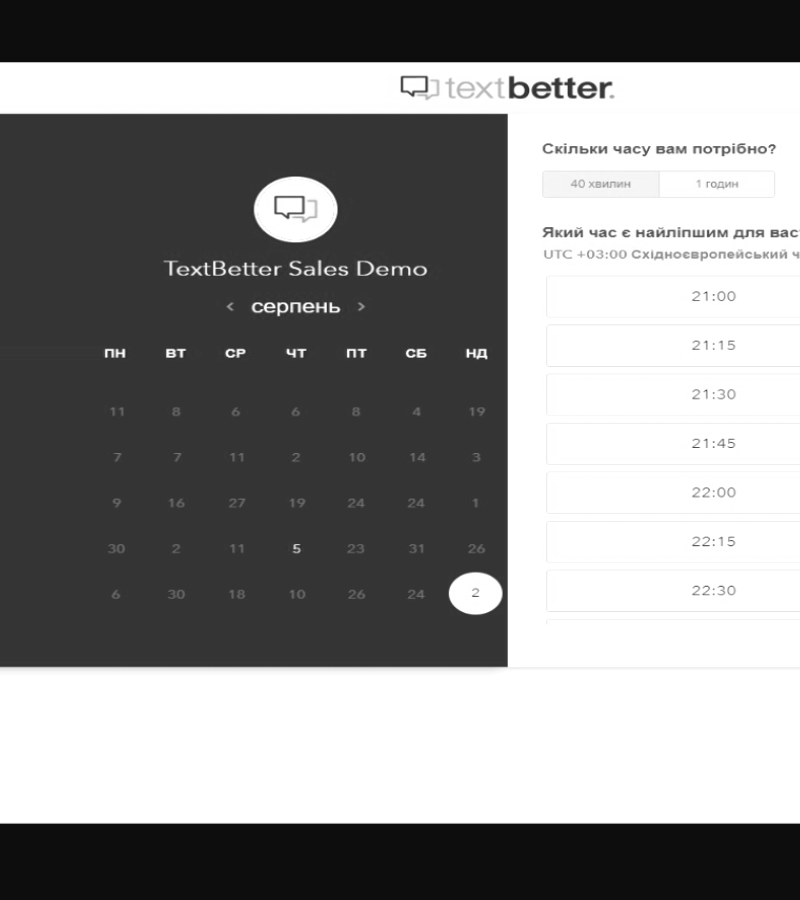 textbetter.
TextBetter Sales Demo
< серпень >
ПН ВТ СР ЧТ ПТ СБ НД
11 8 6 6 8 4 19
7 7 11 2 10 14 3
9 16 27 19 24 24 1
30 2 11 5 23 31 26
6 30 18 10 26 24 2
Скільки часу вам потрібно?
40 хвилин 1 годин
Який час є найліпшим для вас
UTC +03:00 Східноєвропейський ч
21:00
21:15
21:30
21:45
22:00
22:15
22:30